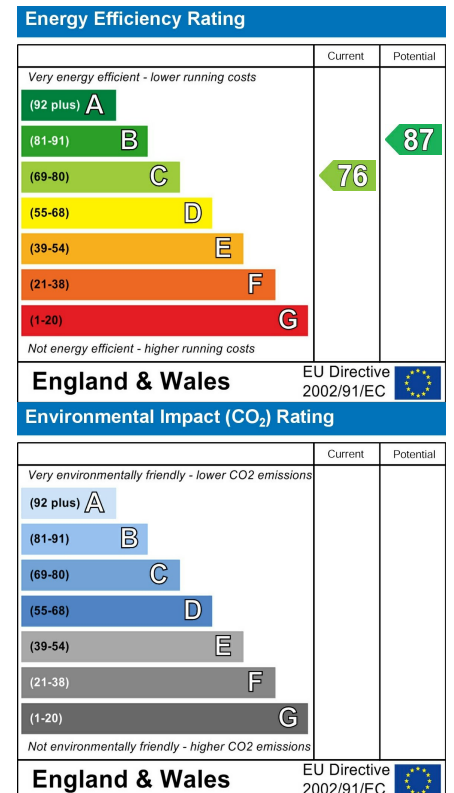 Energy Efficiency Rating
Current Potential
Very energy efficient - lower running costs
(92 plus) A
(81-91) B
87
(69-80) C
76
(55-68) D
(39-54) E
(21-38) F
(1-20) G
Not energy efficient - higher running costs
England & Wales
EU Directive
2002/91/EC
Environmental Impact (CO₂) Rating
Current Potential
Very environmentally friendly - lower CO2 emissions
(92 plus) A
(81-91) B
(69-80) C
(55-68) D
(39-54) E
(21-38) F
(1-20) G
Not environmentally friendly - higher CO2 emissions
England & Wales
EU Directive
2002/91/EC